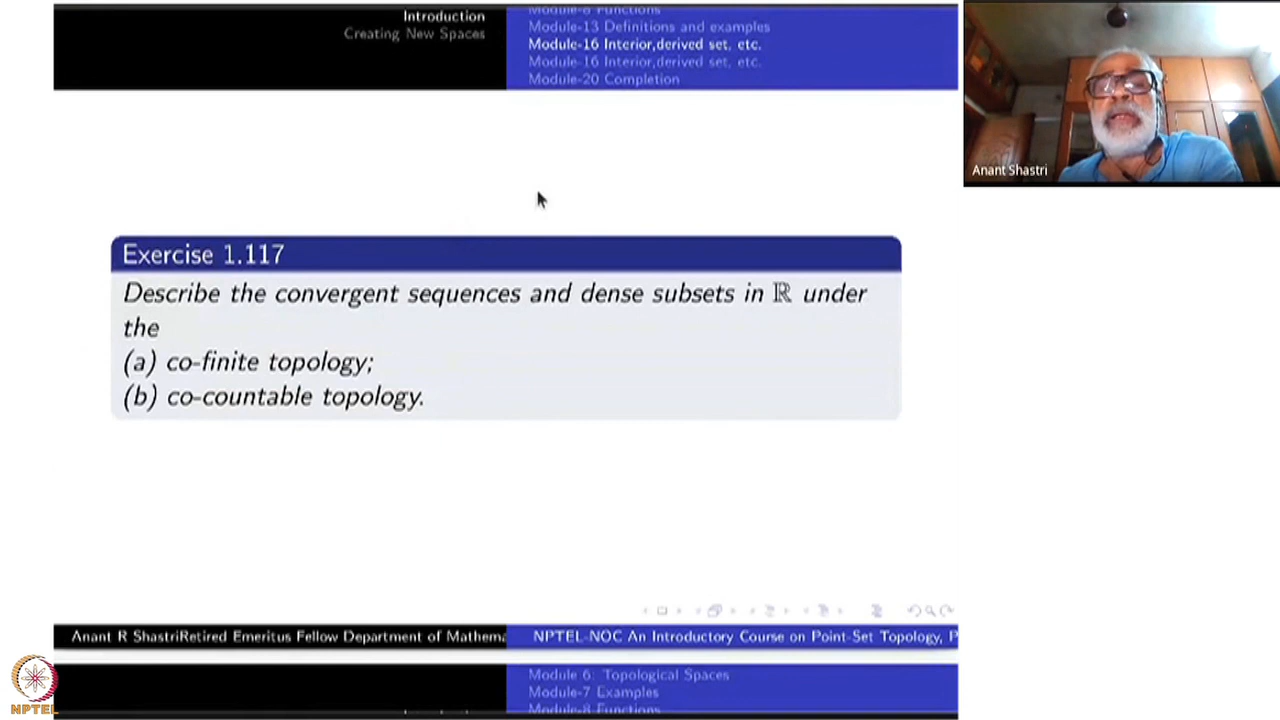 Introduction
Creating New Spaces
Module-8 Functions
Module-13 Definitions and examples
Module-16 Interior,derived set, etc.
Module-16 Interior,derived set, etc.
Module-20 Completion
Anant Shastri
Exercise 1.117
Describe the convergent sequences and dense subsets in ℝ under
the
(a) co-finite topology;
(b) co-countable topology.
Anant R ShastriRetired Emeritus Fellow Department of Mathema
NPTEL-NOC An Introductory Course on Point-Set Topology, P
Module 6: Topological Spaces
Module-7 Examples
Module-8 Functions
NPTEL